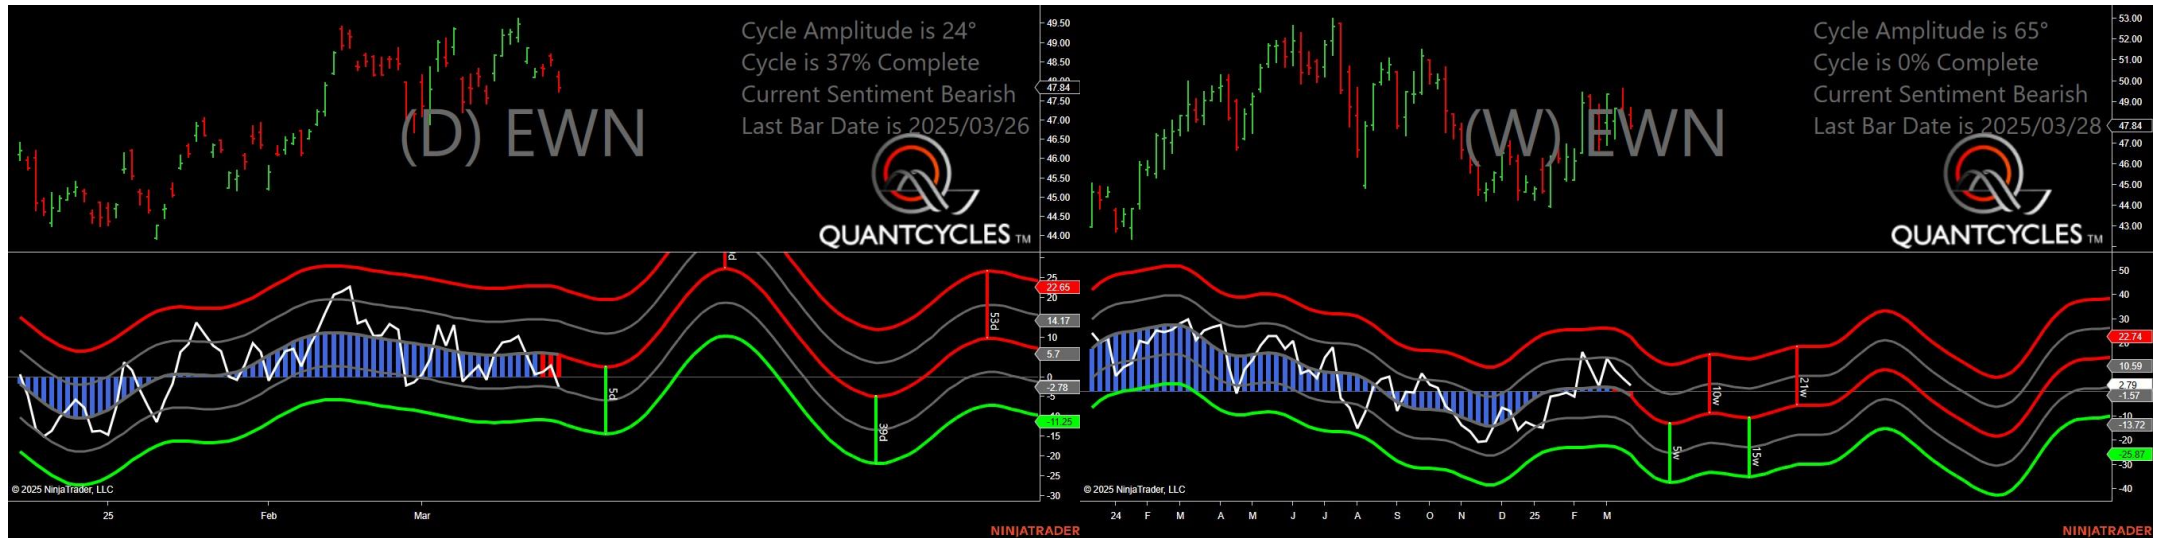 Cycle Amplitude is 24°
Cycle is 37% Complete
Current Sentiment Bearish
Last Bar Date is 2025/03/26
(D) EWN
QUANTCYCLES TM
49.50
49.00
48.50
48.00
47.84
47.50
47.00
46.50
46.00
45.50
45.00
44.50
44.00
5d
39d
53d
25
22.65
20
14.17
10
5.7
0
-2.78
-5
-11.25
-15
-20
-25
-30
© 2025 NinjaTrader, LLC
25 Feb Mar
NINJATRADER
Cycle Amplitude is 65°
Cycle is 0% Complete
Current Sentiment Bearish
Last Bar Date is 2025/03/28
(W) EWN
QUANTCYCLES TM
53.00
52.00
51.00
50.00
49.00
47.84
47.00
46.00
45.00
44.00
43.00
5w
10w
15w
21w
50
40
30
22.74
20
10.59
2.79
-1.57
-10
-13.72
-20
-25.87
-30
-40
© 2025 NinjaTrader, LLC
24 F M A M J J A S O N D 25 F M
NINJATRADER